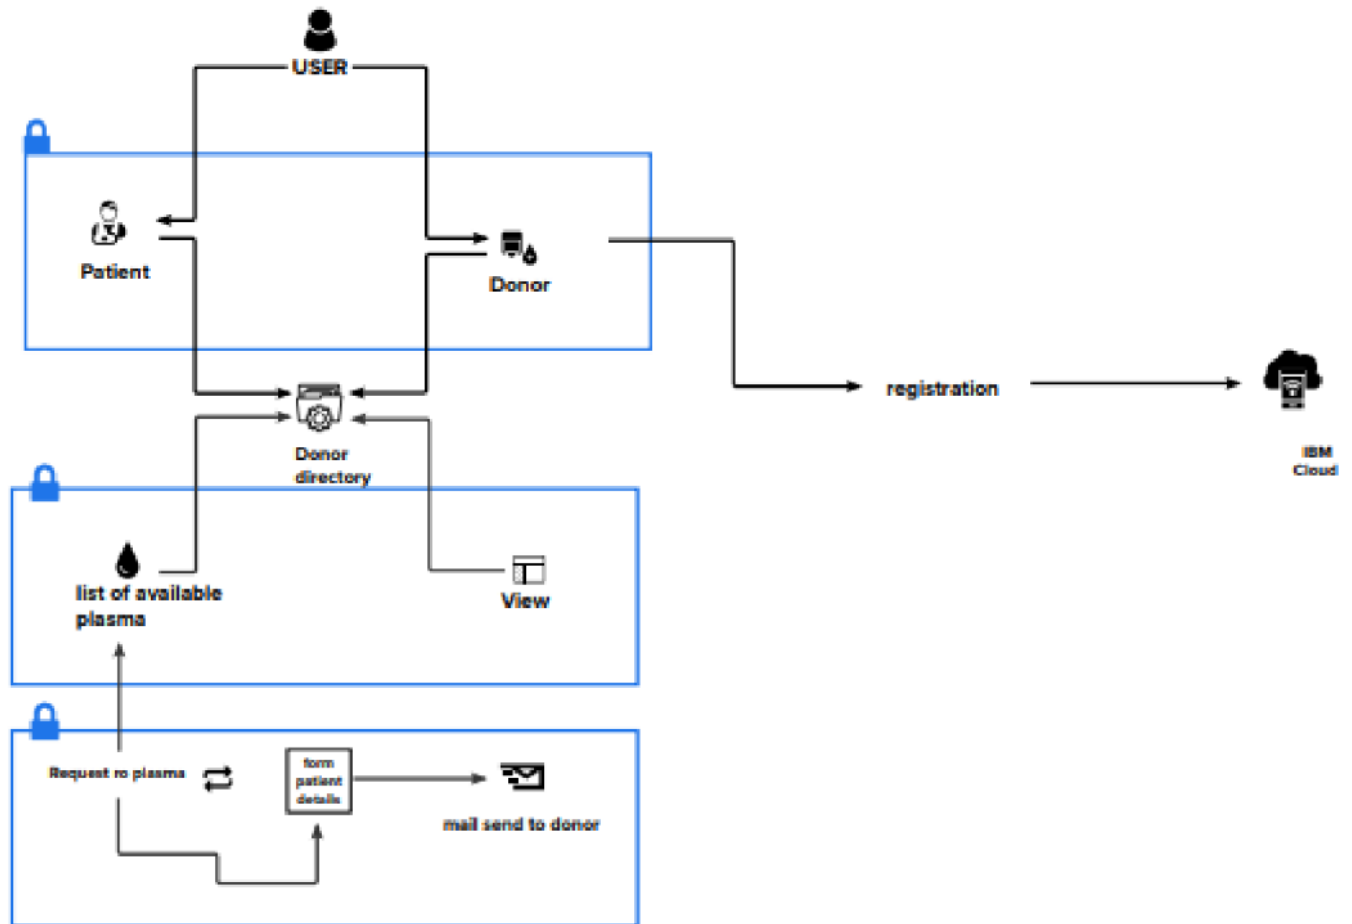 USER
Patient
Donor
registration
IBM
Cloud
Donor
directory
list of available
plasma
View
Request ro plasma
form
patient
details
mail send to donor